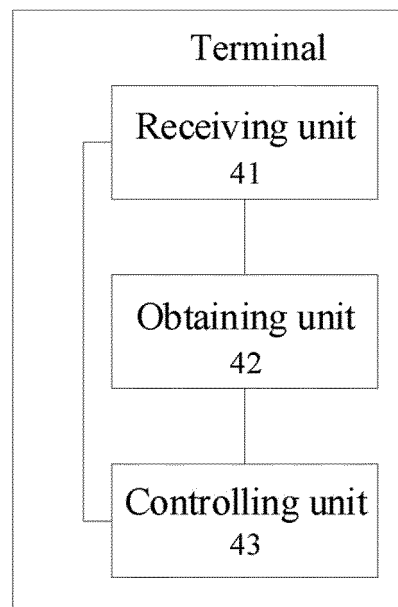 Terminal
Receiving unit
41
Obtaining unit
42
Controlling unit
43